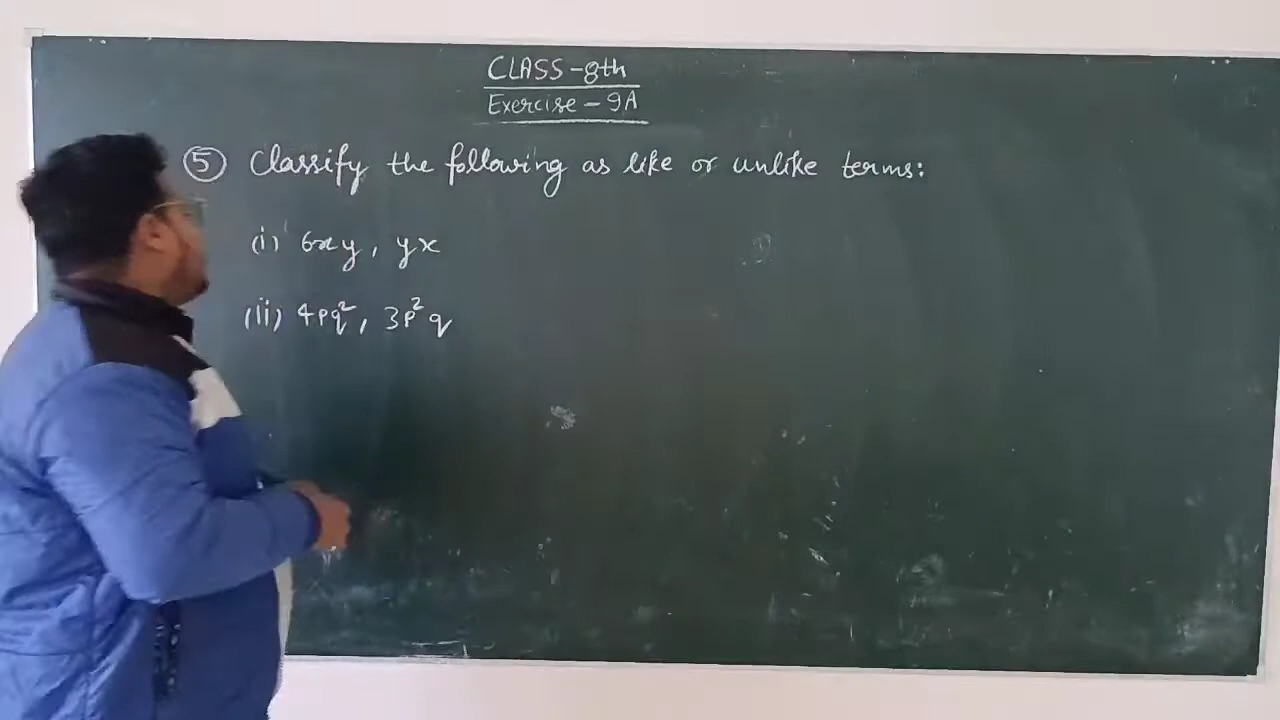 CLASS-8th
Exercise - 9A
5 Classify the following as like or unlike terms:
(i) 6xy, yx
(ii) 4pq², 3p²q